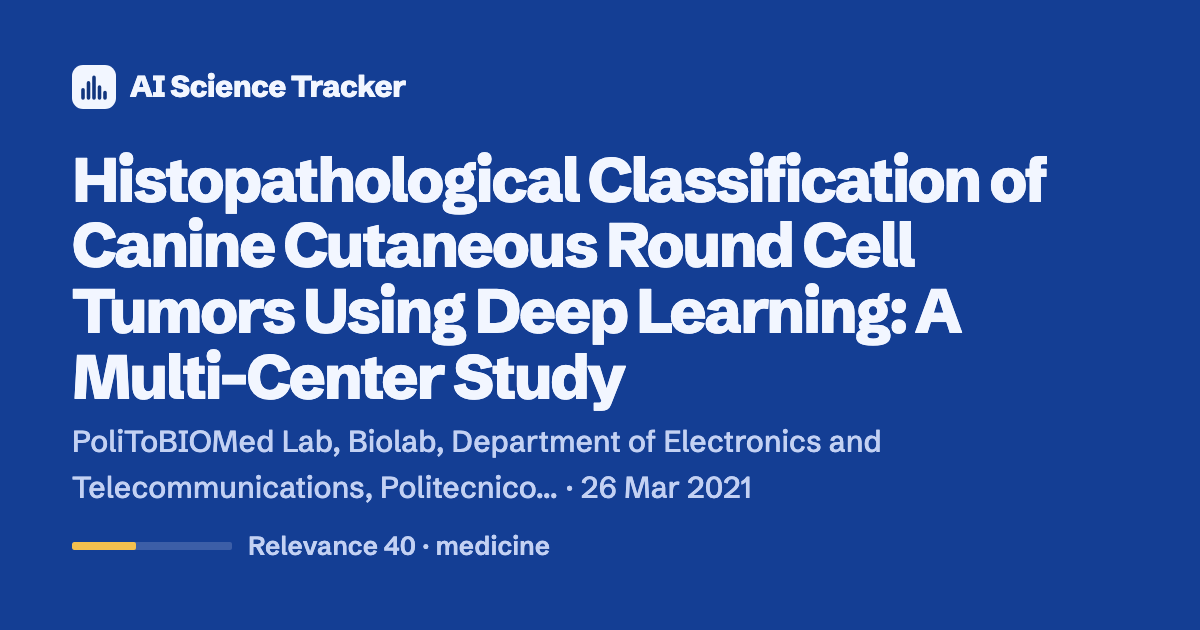 AI Science Tracker
Histopathological Classification of
Canine Cutaneous Round Cell
Tumors Using Deep Learning: A
Multi-Center Study
PoliToBIOMed Lab, Biolab, Department of Electronics and
Telecommunications, Politecnico... · 26 Mar 2021
Relevance 40 · medicine